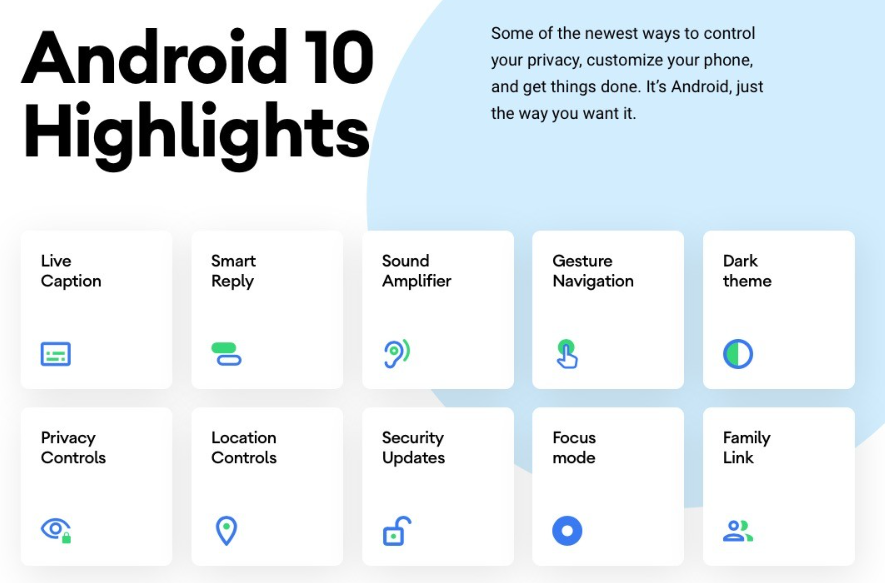 Android 10
Highlights
Some of the newest ways to control
your privacy, customize your phone,
and get things done. It’s Android, just
the way you want it.
Live
Caption
Smart
Reply
Sound
Amplifier
Gesture
Navigation
Dark
theme
Privacy
Controls
Location
Controls
Security
Updates
Focus
mode
Family
Link